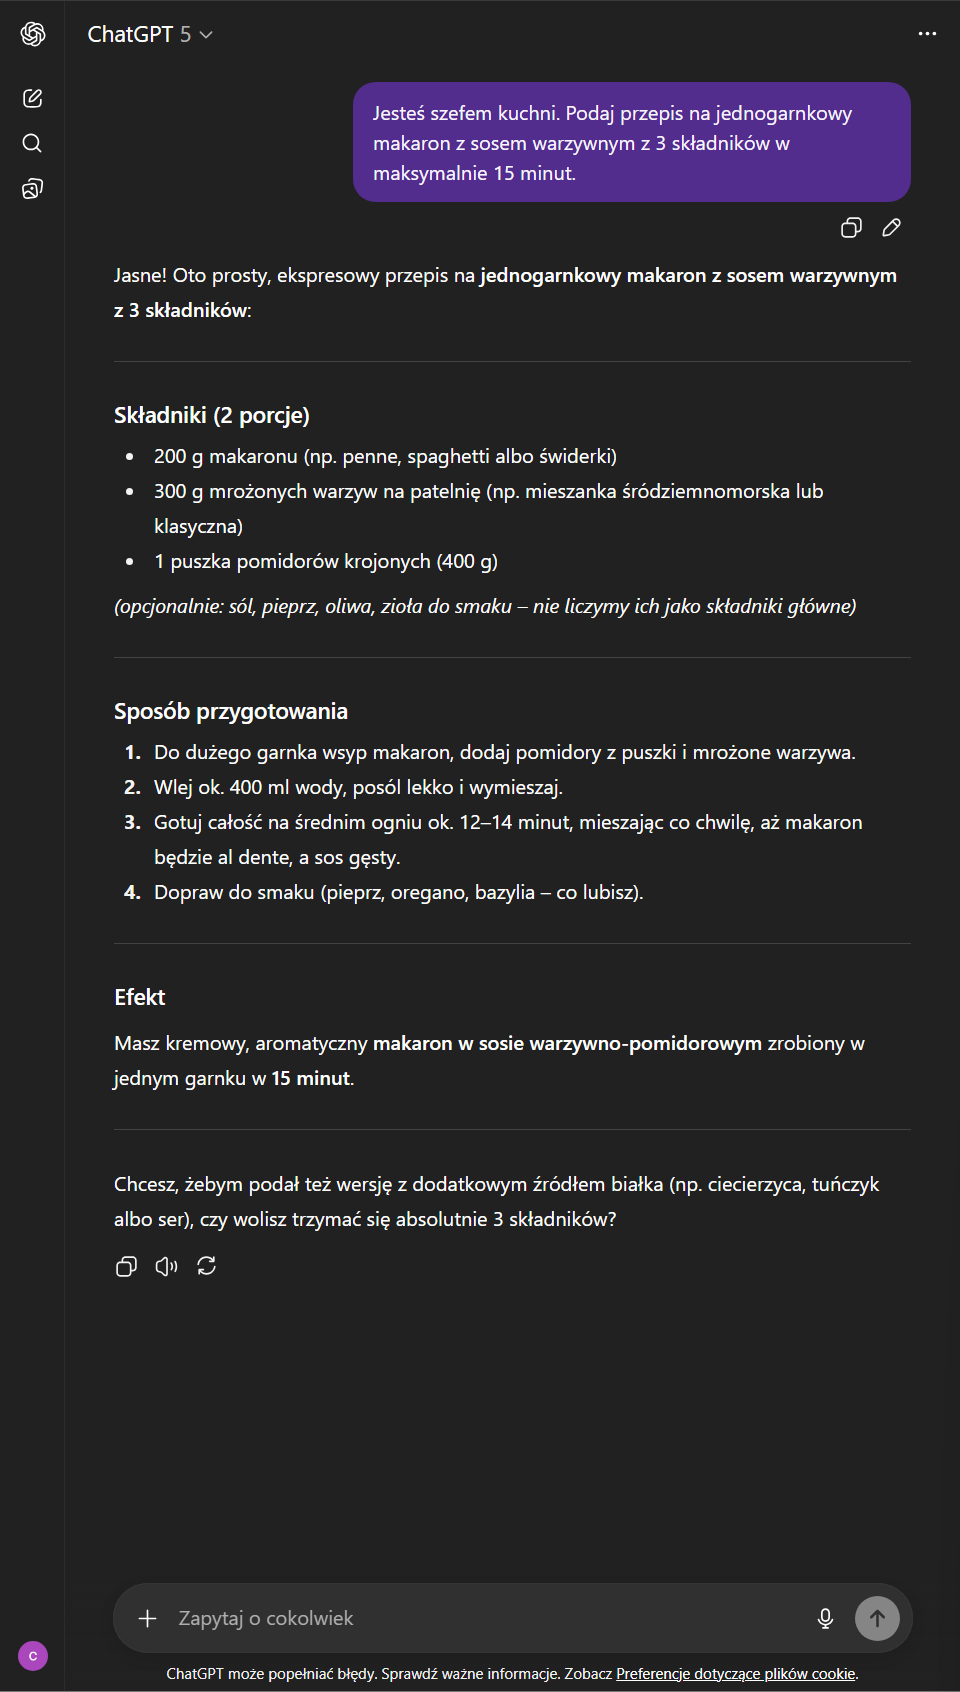 ChatGPT 5
Jesteś szefem kuchni. Podaj przepis na jednogarnkowy
makaron z sosem warzywnym z 3 składników w
maksymalnie 15 minut.
Jasne! Oto prosty, ekspresowy przepis na jednogarnkowy makaron z sosem warzywnym
z 3 składników:
Składniki (2 porcje)
• 200 g makaronu (np. penne, spaghetti albo świderki)
• 300 g mrożonych warzyw na patelnię (np. mieszanka śródziemnomorska lub
klasyczna)
• 1 puszka pomidorów krojonych (400 g)
(opcjonalnie: sól, pieprz, oliwa, zioła do smaku – nie liczymy ich jako składniki główne)
Sposób przygotowania
1. Do dużego garnka wsyp makaron, dodaj pomidory z puszki i mrożone warzywa.
2. Wlej ok. 400 ml wody, posól lekko i wymieszaj.
3. Gotuj całość na średnim ogniu ok. 12–14 minut, mieszając co chwilę, aż makaron
będzie al dente, a sos gęsty.
4. Dopraw do smaku (pieprz, oregano, bazylia – co lubisz).
Efekt
Masz kremowy, aromatyczny makaron w sosie warzywno-pomidorowym zrobiony w
jednym garnku w 15 minut.
Chcesz, żebym podał też wersję z dodatkowym źródłem białka (np. ciecierzyca, tuńczyk
albo ser), czy wolisz trzymać się absolutnie 3 składników?
Zapytaj o cokolwiek
C
ChatGPT może popełniać błędy. Sprawdź ważne informacje. Zobacz Preferencje dotyczące plików cookie.